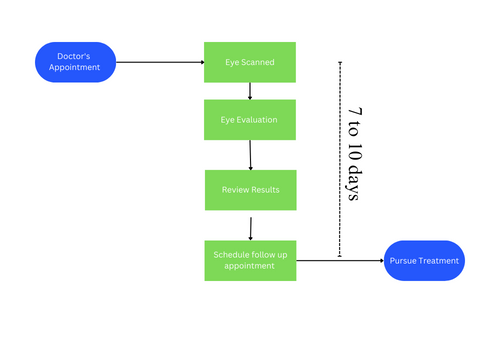 Doctor's
Appointment
Eye Scanned
Eye Evaluation
Review Results
Schedule follow up
appointment
7 to 10 days
Pursue Treatment